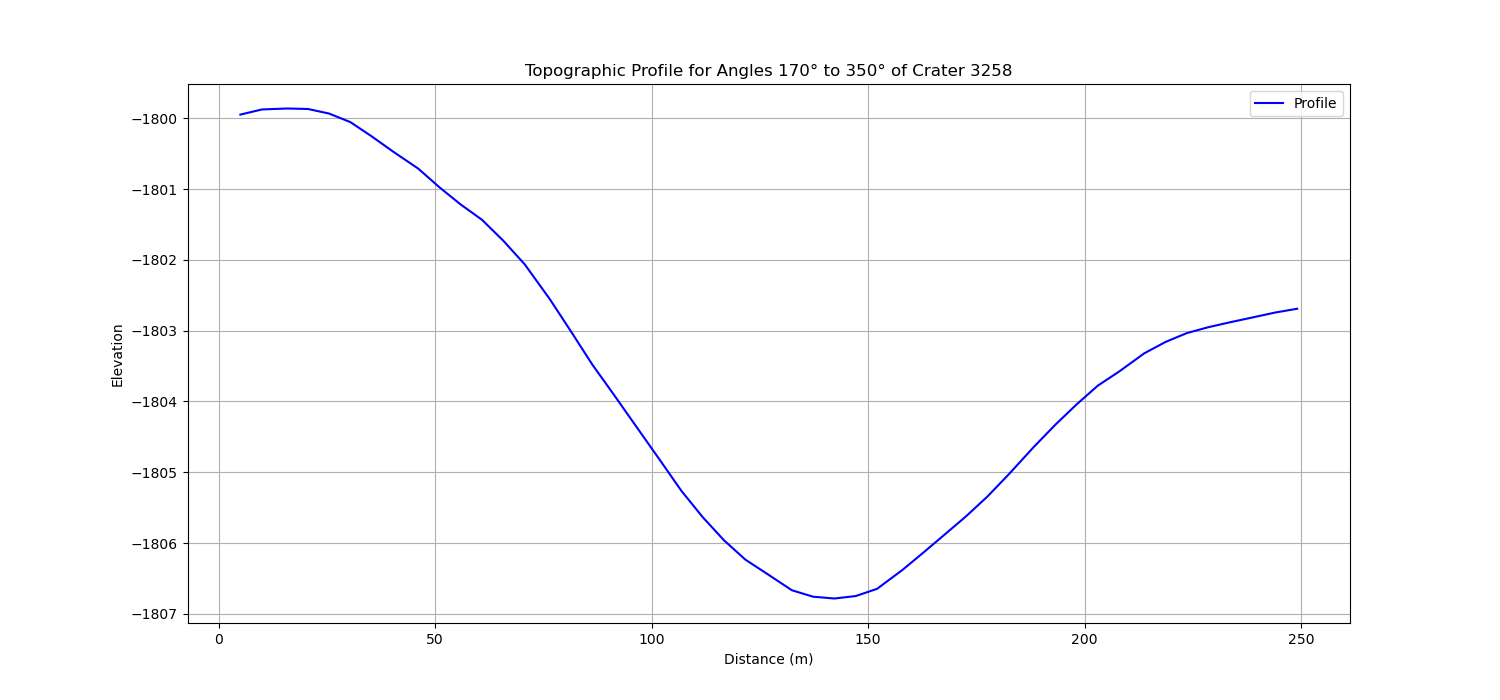 Topographic Profile for Angles 170° to 350° of Crater 3258
Profile
−1800
−1801
−1802
−1803
−1804
−1805
−1806
−1807
Elevation
0 50 100 150 200 250
Distance (m)